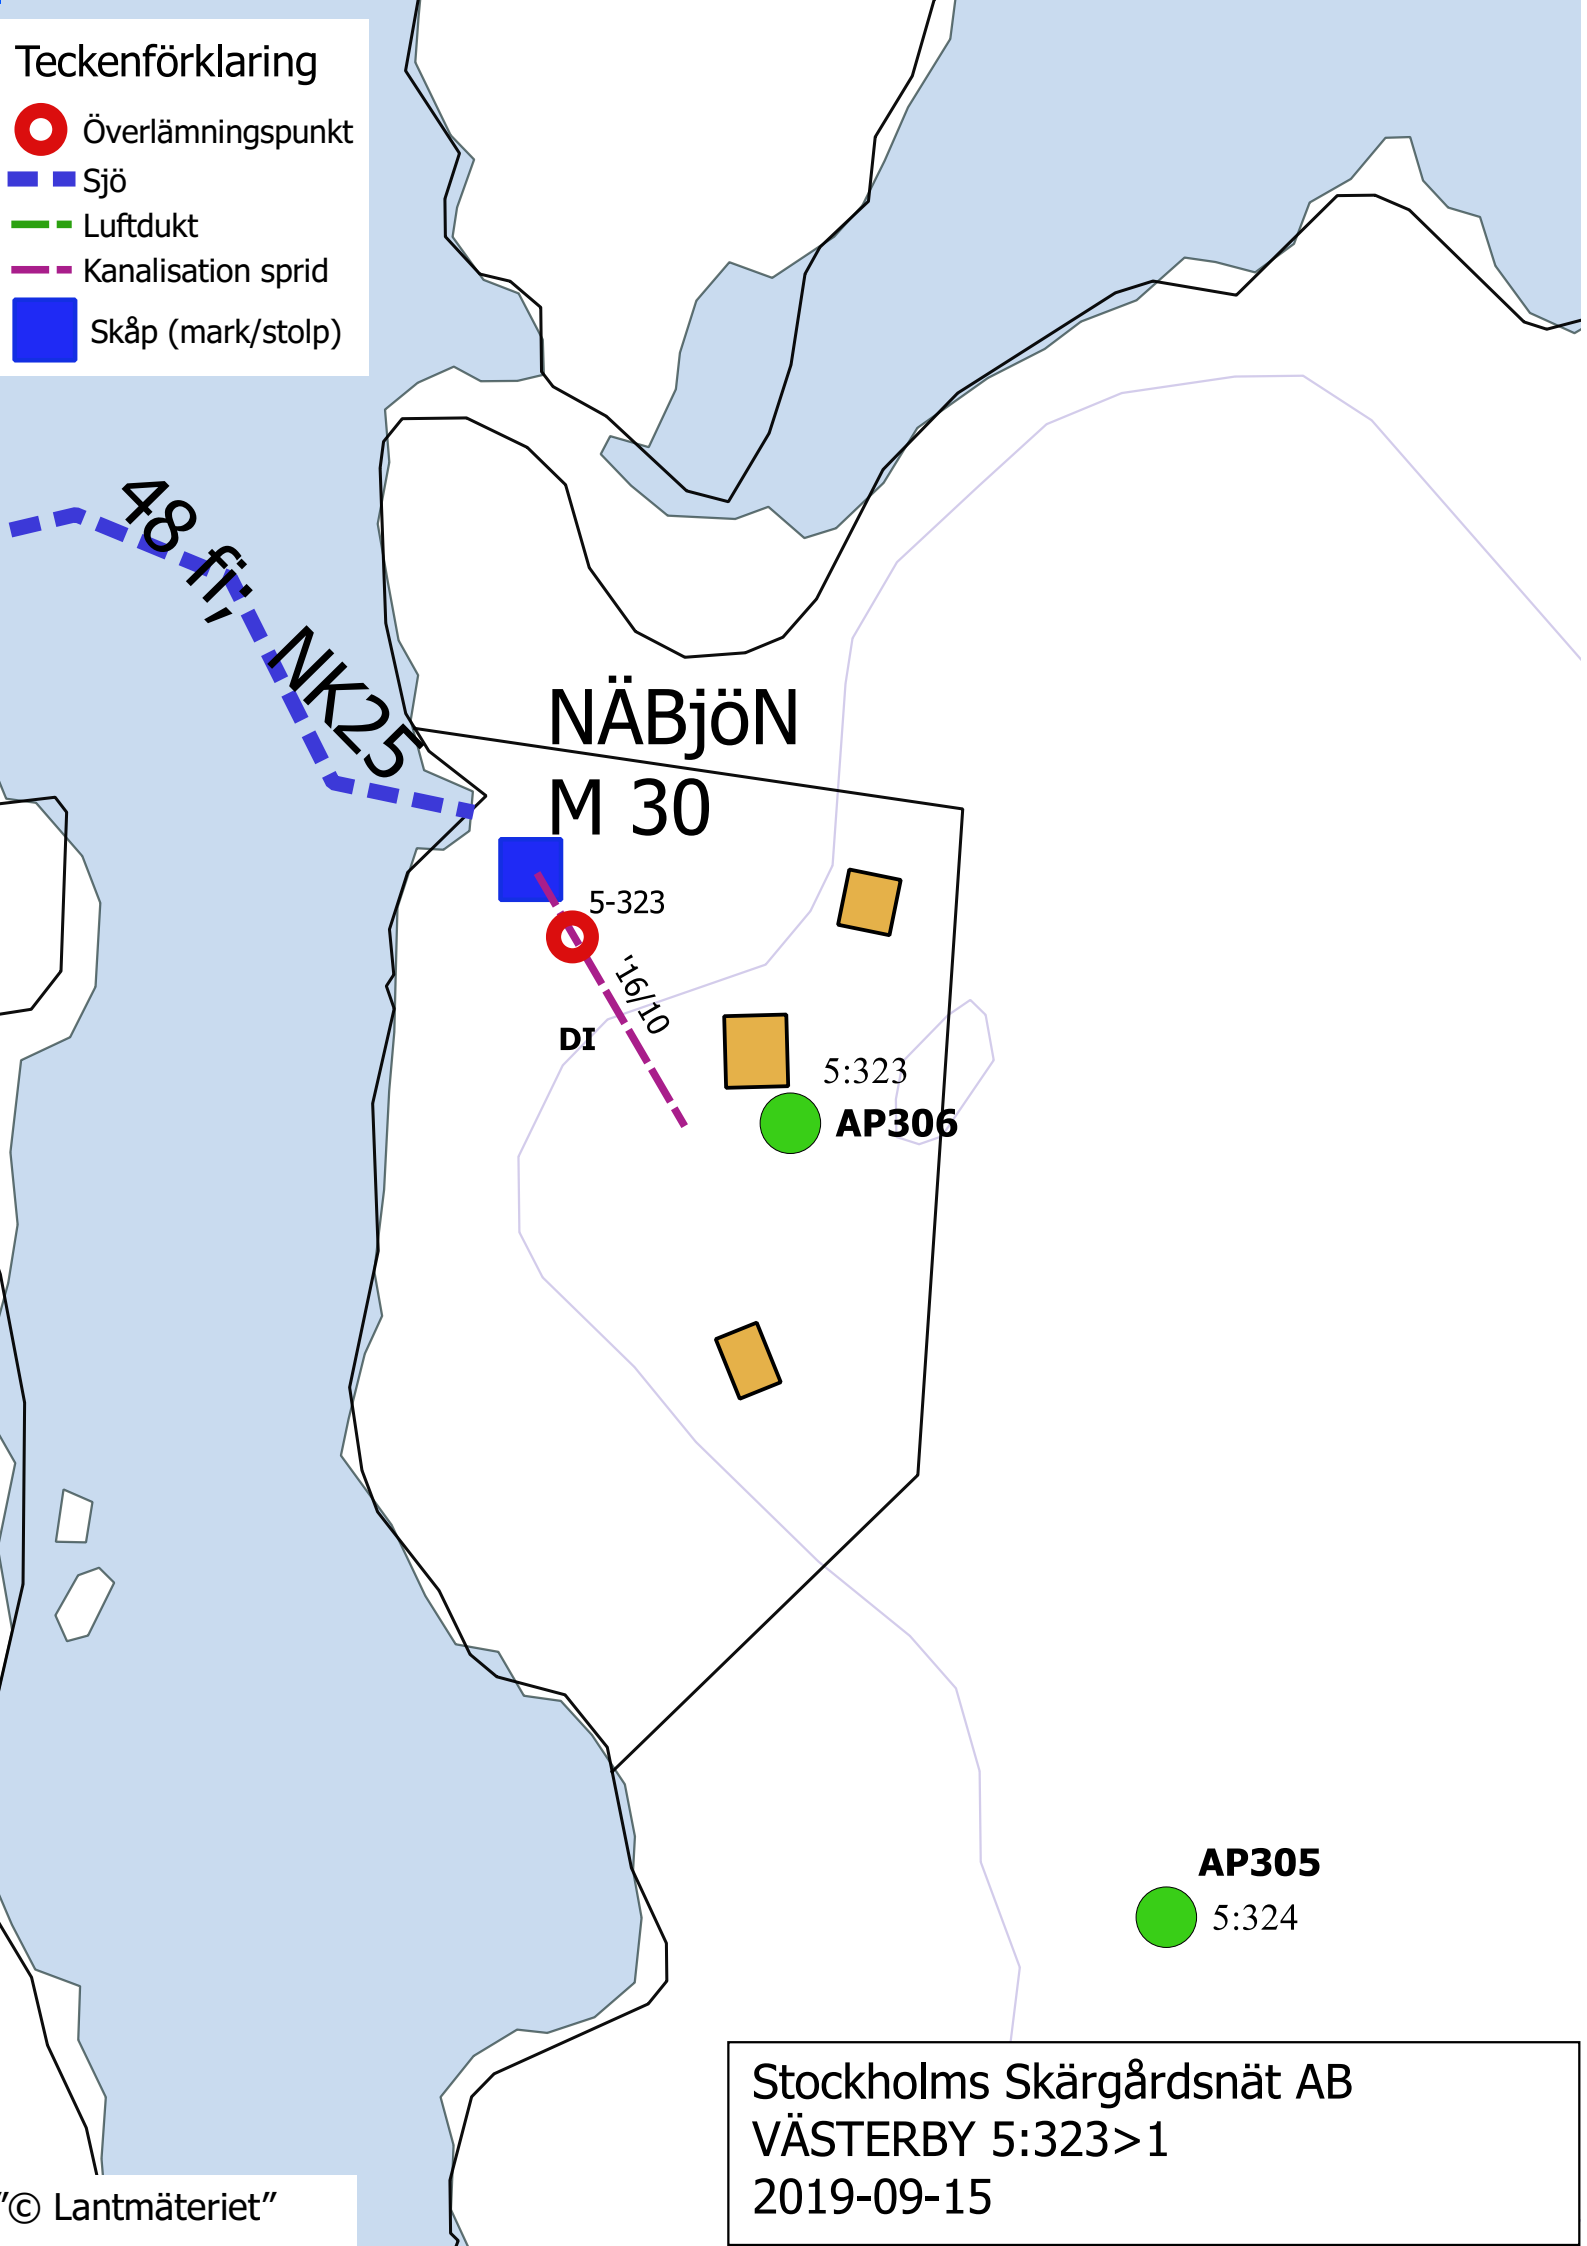 Teckenförklaring
Överlämningspunkt
Sjö
Luftdukt
Kanalisation sprid
Skåp (mark/stolp)
48 fi; NK25
NÄBjöN
M 30
5-323
'16/10
DI
5:323
AP306
AP305
5:324
Stockholms Skärgårdsnät AB
VÄSTERBY 5:323>1
2019-09-15
"© Lantmäteriet"